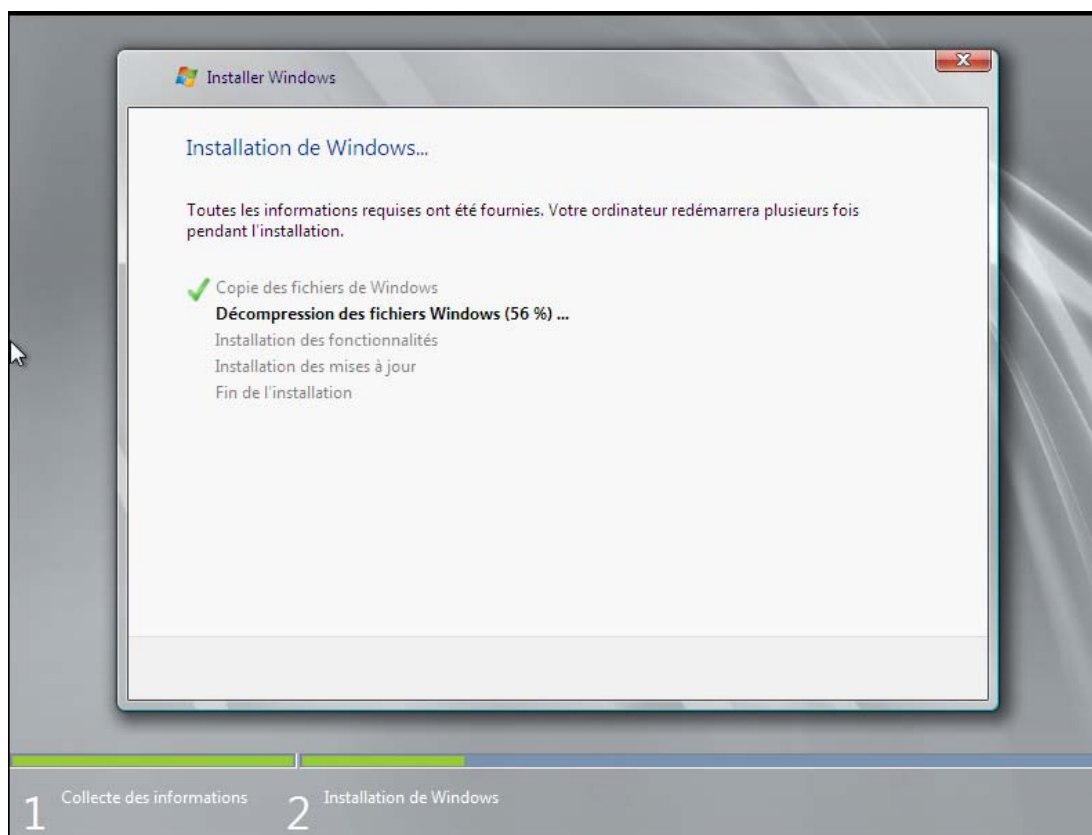 Installer Windows
Installation de Windows...
Toutes les informations requises ont été fournies. Votre ordinateur redémarrera plusieurs fois
pendant l'installation.
Copie des fichiers de Windows
Décompression des fichiers Windows (56 %) ...
Installation des fonctionnalités
Installation des mises à jour
Fin de l'installation
1 Collecte des informations 2 Installation de Windows